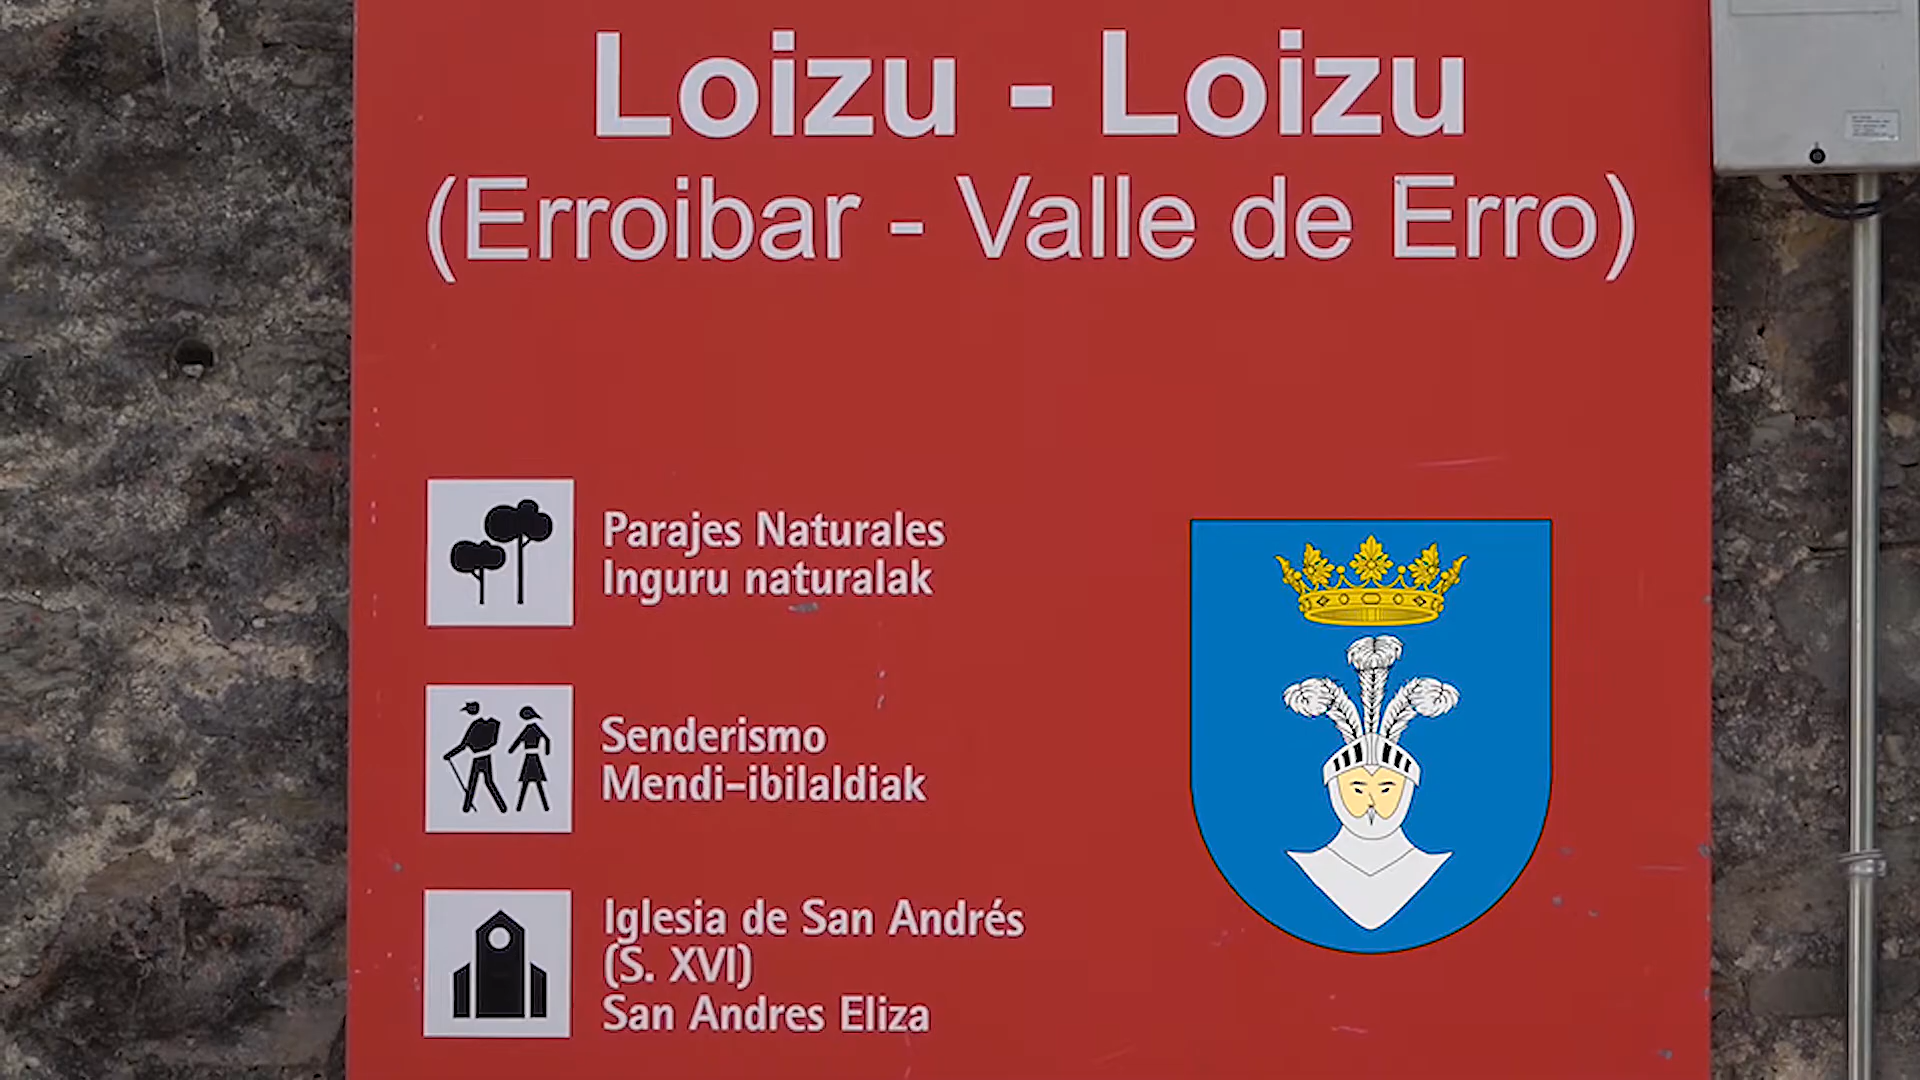 Loizu - Loizu
(Erroibar - Valle de Erro)
Parajes Naturales
Inguru naturalak
Senderismo
Mendi-ibilaldiak
Iglesia de San Andrés
(S. XVI)
San Andres Eliza